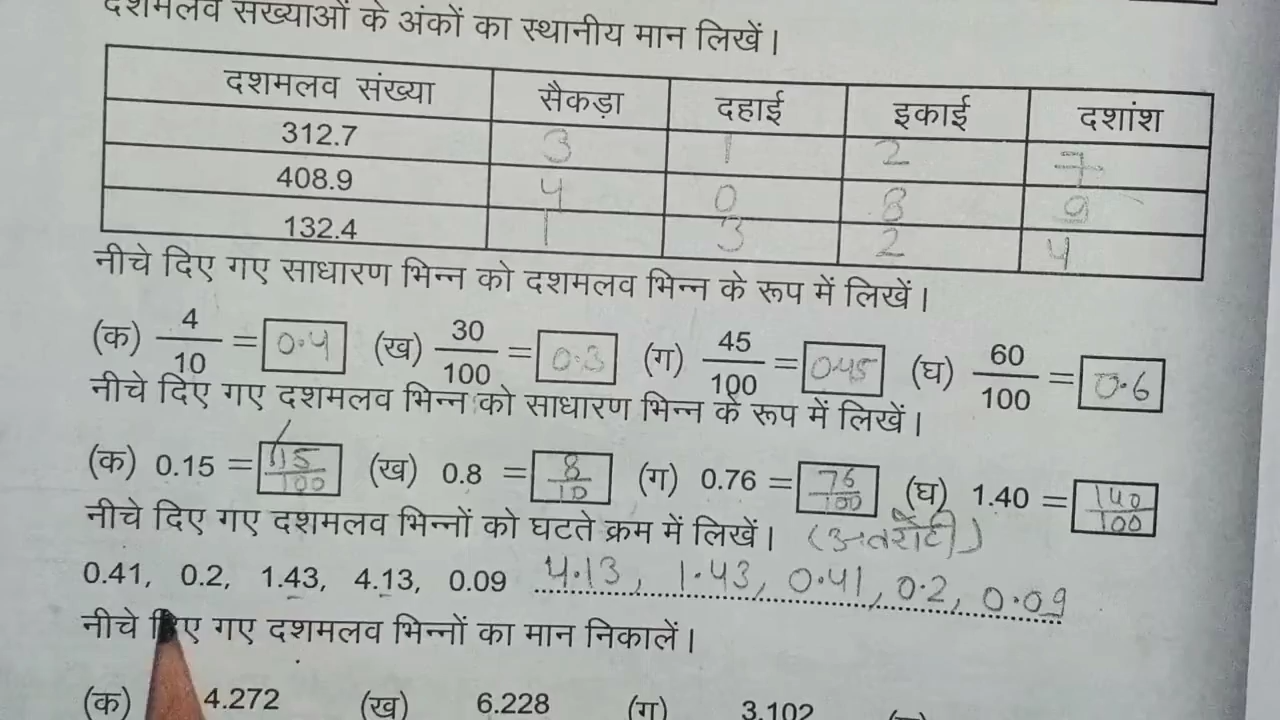 दशमलव संख्याओं के अंकों का स्थानीय मान लिखें।
दशमलव संख्या सैकड़ा दहाई इकाई दशांश
312.7 3 1 2 7
408.9 4 0 8 9
132.4 1 3 2 4
नीचे दिए गए साधारण भिन्न को दशमलव भिन्न के रूप में लिखें।
(क) 4/10 = 0.4 (ख) 30/100 = 0.3 (ग) 45/100 = 0.45 (घ) 60/100 = 0.6
नीचे दिए गए दशमलव भिन्न को साधारण भिन्न के रूप में लिखें।
(क) 0.15 = 15/100 (ख) 0.8 = 8/10 (ग) 0.76 = 76/100 (घ) 1.40 = 140/100
नीचे दिए गए दशमलव भिन्नों को घटते क्रम में लिखें।
0.41, 0.2, 1.43, 4.13, 0.09 4.13, 1.43, 0.41, 0.2, 0.09
नीचे दिए गए दशमलव भिन्नों का मान निकालें।
(क) 4.272 (ख) 6.228 (ग) 3.102